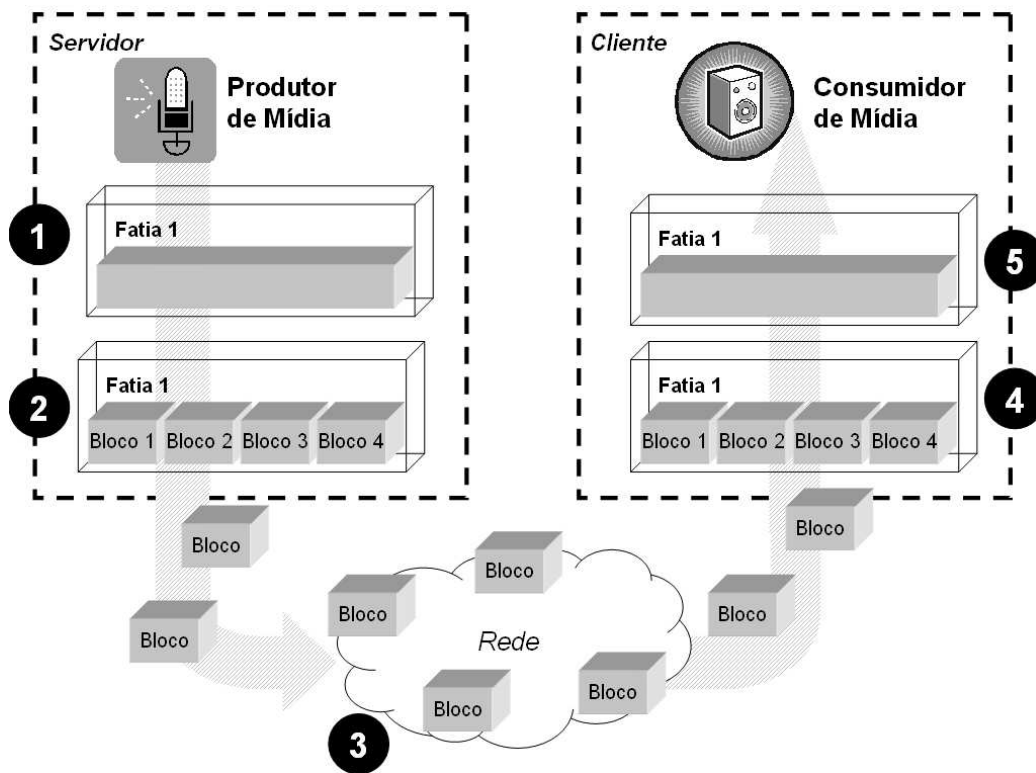 Servidor
Produtor
de Mídia
1
Fatia 1
2
Fatia 1
Bloco 1 Bloco 2 Bloco 3 Bloco 4
Bloco
Bloco
Bloco
Bloco
Rede
Bloco
Bloco
3
Cliente
Consumidor
de Mídia
Fatia 1
5
Fatia 1
4
Bloco 1 Bloco 2 Bloco 3 Bloco 4
Bloco
Bloco